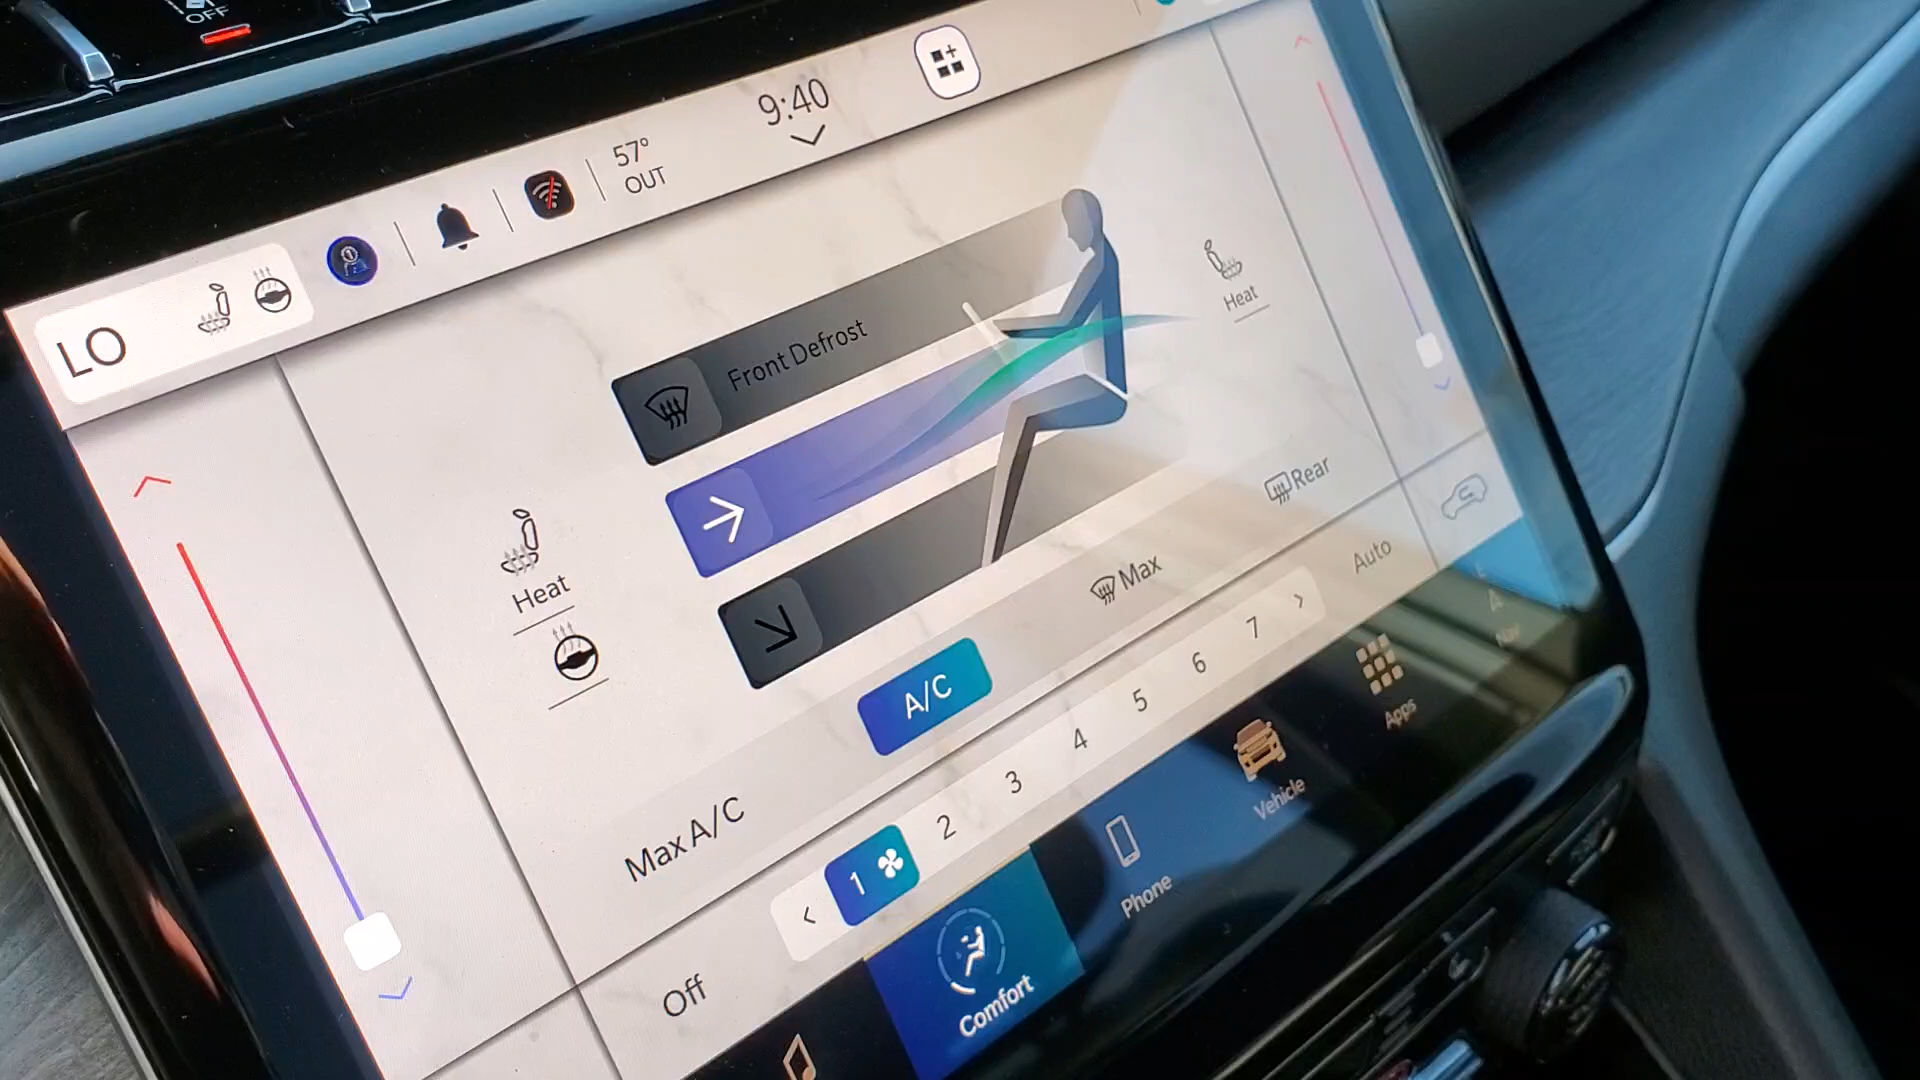 OFF
9:40
57°
OUT
LO
Front Defrost
Heat
Heat
Rear
Max
A/C
Max A/C
Auto
Off
1 2 3 4 5 6 7
Nav
Apps
Vehicle
Phone
Comfort